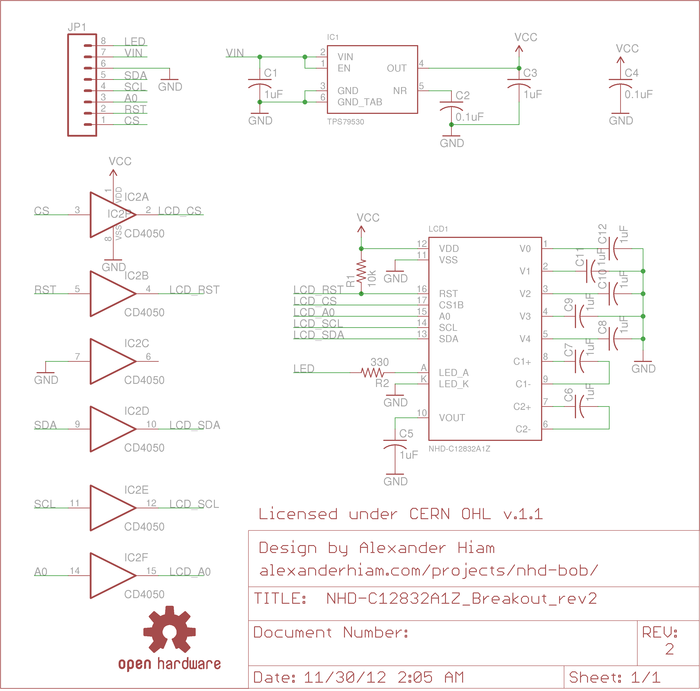 JP1
8 LED
7 VIN
6
5 SDA
4 SCL
3 A0
2 RST
1 CS
GND
VIN
C1
1uF
GND
IC1
2 VIN
1 EN
3 GND
6 GND_TAB
OUT 4
NR 5
TPS79530
C2
0.1uF
GND
VCC
C3
1uF
VCC
C4
0.1uF
GND
VCC
1 VDD
IC2A
IC2P
CS 3 2 LCD_CS
8 VSS
CD4050
GND
IC2B
RST 5 4 LCD_RST
CD4050
IC2C
7 6
GND
CD4050
IC2D
SDA 9 10 LCD_SDA
CD4050
IC2E
SCL 11 12 LCD_SCL
CD4050
IC2F
A0 14 15 LCD_A0
CD4050
VCC
R1
10k
GND
LCD1
12 VDD
11 VSS
LCD_RST 16 RST
LCD_CS 17 CS1B
LCD_A0 15 A0
LCD_SCL 14 SCL
LCD_SDA 13 SDA
LED 330 A LED_A
R2 K LED_K
GND
10 VOUT
C5
1uF
GND
NHD-C12832A1Z
V0 1 C12 1uF
V1 2 C11 1uF
V2 3 C10 1uF
V3 4 C9 1uF
V4 5 C8 1uF
C1+ 8 C7 1uF
C1- 9
C2+ 7 C6 1uF
C2- 6
GND
Licensed under CERN OHL v.1.1
Design by Alexander Hiam
alexanderhiam.com/projects/nhd-bob/
TITLE: NHD-C12832A1Z_Breakout_rev2
Document Number:
REV:
2
Date: 11/30/12 2:05 AM
Sheet: 1/1
open hardware